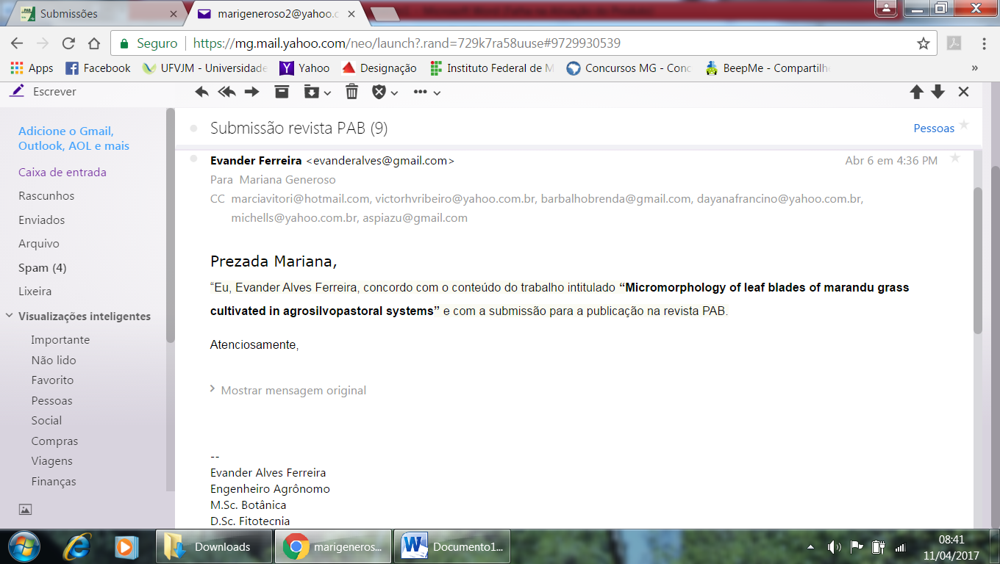 Submissões
marigeneroso2@yahoo.c
Seguro
https://mg.mail.yahoo.com/neo/launch?.rand=729k7ra58uuse#9729930539
Apps
Facebook
UFVJM - Universidade
Yahoo
Designação
Instituto Federal de M
Concursos MG - Conc
BeepMe - Compartilh
»
Escrever
Adicione o Gmail,
Outlook, AOL e mais
Caixa de entrada
Rascunhos
Enviados
Arquivo
Spam (4)
Lixeira
Visualizações inteligentes
Importante
Não lido
Favorito
Pessoas
Social
Compras
Viagens
Finanças
Submissão revista PAB (9)
Pessoas
Evander Ferreira <evanderalves@gmail.com>
Abr 6 em 4:36 PM
Para Mariana Generoso
CC marciavitori@hotmail.com, victorhvribeiro@yahoo.com.br, barbalhobrenda@gmail.com, dayanafrancino@yahoo.com.br,
michells@yahoo.com.br, aspiazu@gmail.com
Prezada Mariana,
“Eu, Evander Alves Ferreira, concordo com o conteúdo do trabalho intitulado “Micromorphology of leaf blades of marandu grass
cultivated in agrosilvopastoral systems” e com a submissão para a publicação na revista PAB.
Atenciosamente,
Mostrar mensagem original
--
Evander Alves Ferreira
Engenheiro Agrônomo
M.Sc. Botânica
D.Sc. Fitotecnia
Downloads
marigeneros...
Documento1...
08:41
11/04/2017